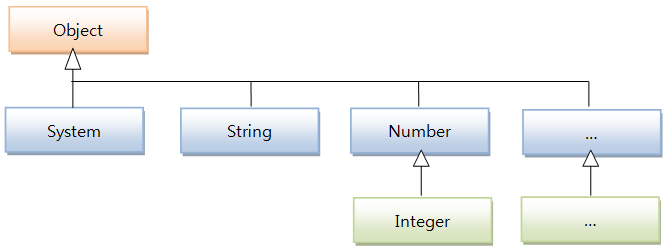 Object
System
String
Number
...
Integer
...